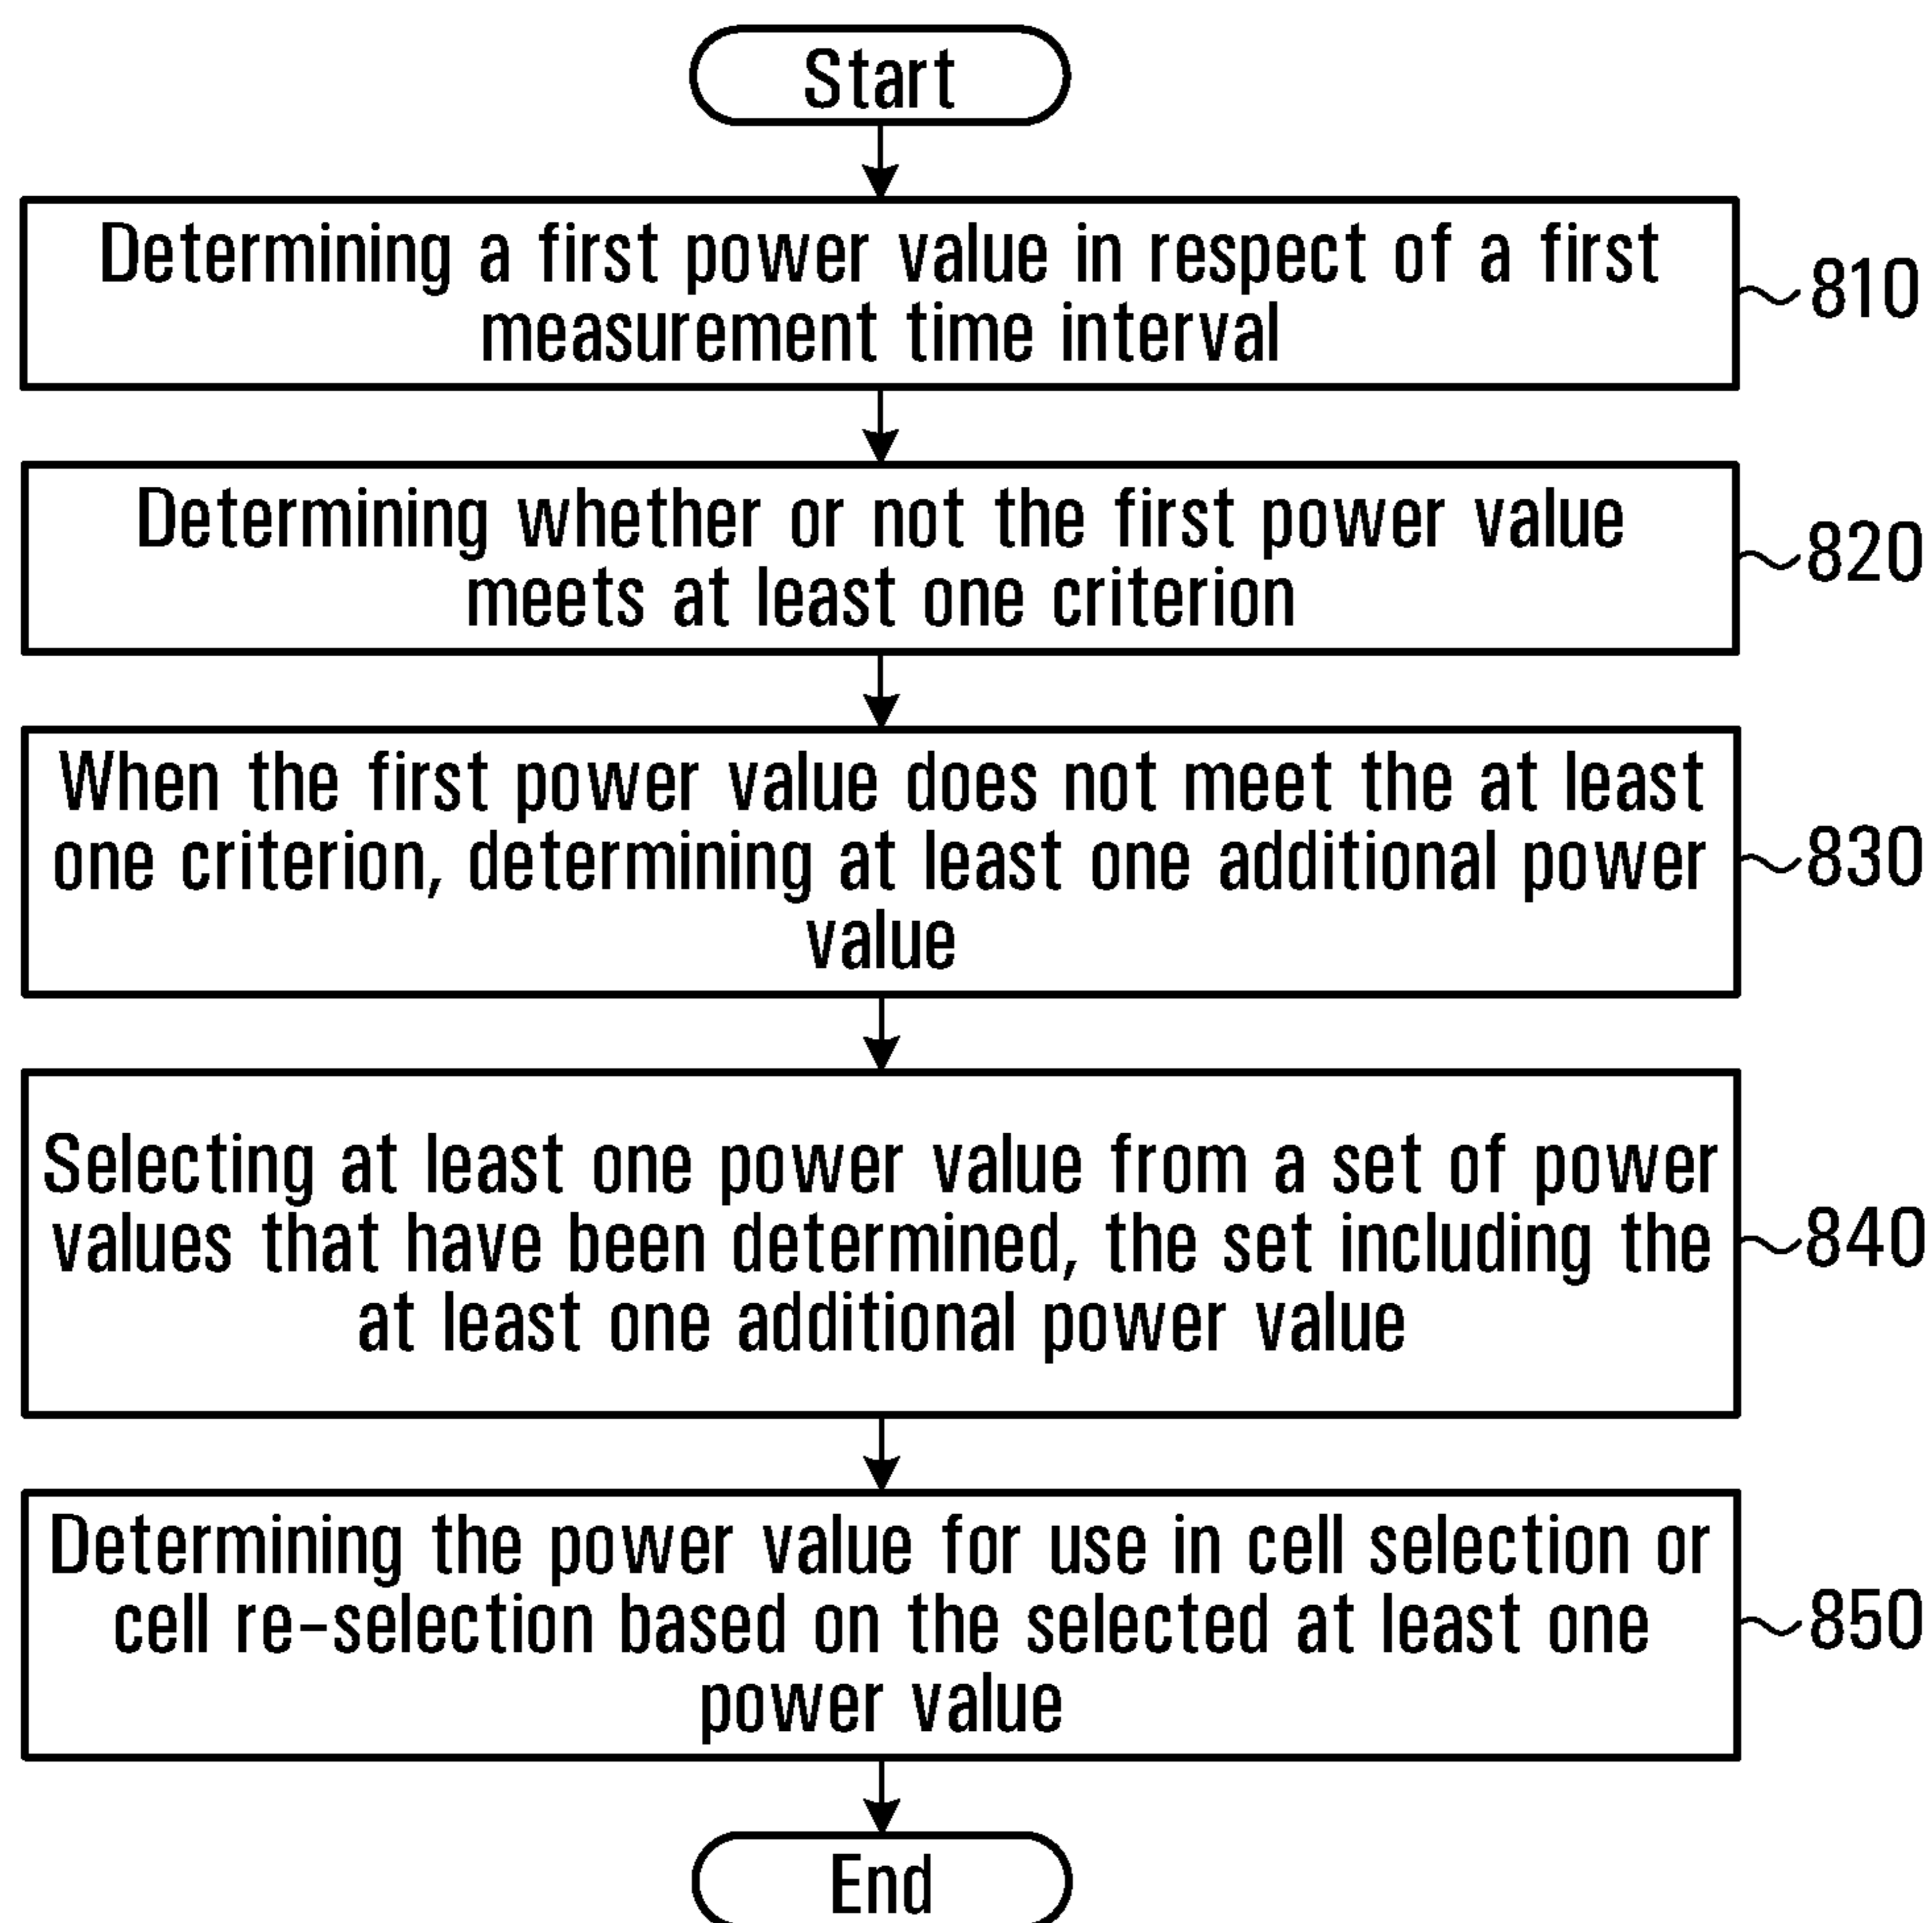 Start
Determining a first power value in respect of a first
measurement time interval
810
Determining whether or not the first power value
meets at least one criterion
820
When the first power value does not meet the at least
one criterion, determining at least one additional power
value
830
Selecting at least one power value from a set of power
values that have been determined, the set including the
at least one additional power value
840
Determining the power value for use in cell selection or
cell re-selection based on the selected at least one
power value
850
End